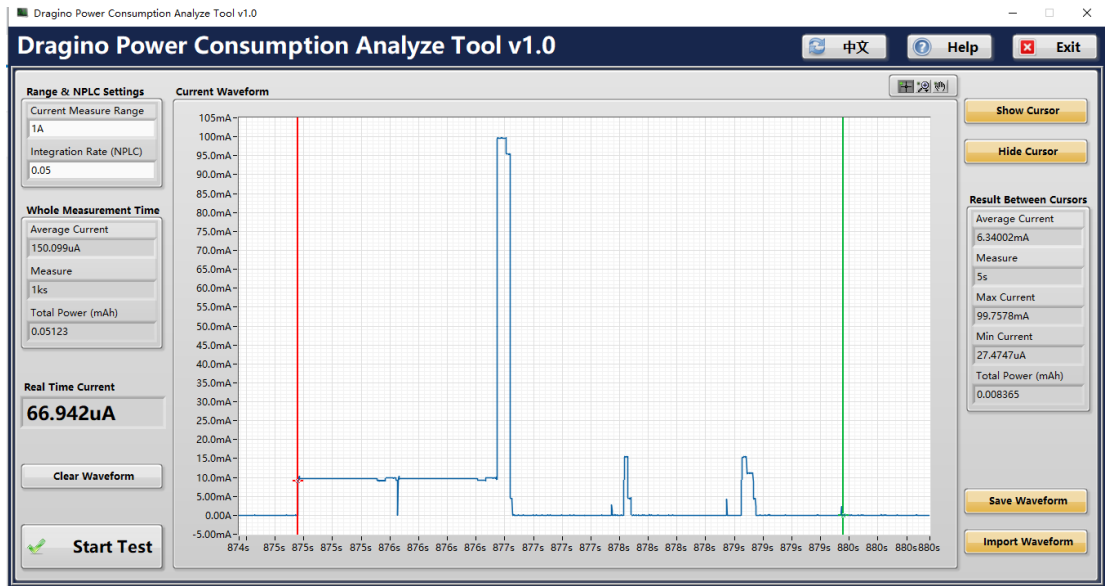 Dragino Power Consumption Analyze Tool v1.0
Dragino Power Consumption Analyze Tool v1.0
中文
Help
Exit
Range & NPLC Settings
Current Measure Range
1A
Integration Rate (NPLC)
0.05
Whole Measurement Time
Average Current
150.099uA
Measure
1ks
Total Power (mAh)
0.05123
Real Time Current
66.942uA
Clear Waveform
Start Test
Current Waveform
105mA
100mA
95.0mA
90.0mA
85.0mA
80.0mA
75.0mA
70.0mA
65.0mA
60.0mA
55.0mA
50.0mA
45.0mA
40.0mA
35.0mA
30.0mA
25.0mA
20.0mA
15.0mA
10.0mA
5.00mA
0.00A
-5.00mA
874s 875s 875s 875s 875s 876s 876s 876s 876s 877s 877s 877s 877s 878s 878s 878s 878s 879s 879s 879s 879s 880s 880s 880s 880s
Show Cursor
Hide Cursor
Result Between Cursors
Average Current
6.34002mA
Measure
5s
Max Current
99.7578mA
Min Current
27.4747uA
Total Power (mAh)
0.008365
Save Waveform
Import Waveform